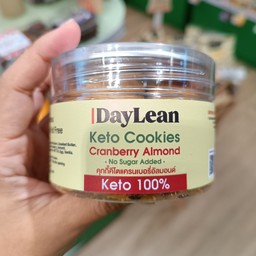 DayLean
Keto Cookies
Cranberry Almond
- No Sugar Added -
คุกกี้คีโตแครนเบอร์รี่อัลมอนด์
Keto 100%